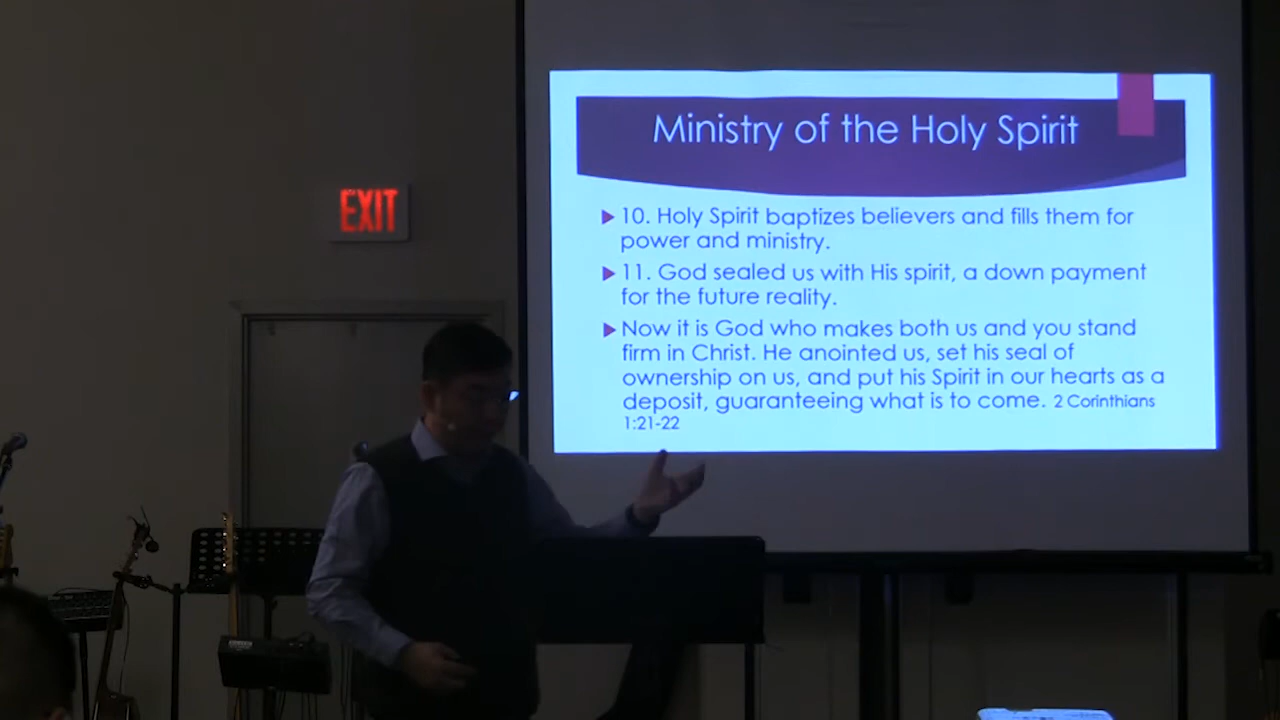 Ministry of the Holy Spirit
EXIT
10. Holy Spirit baptizes believers and fills them for
power and ministry.
11. God sealed us with His spirit, a down payment
for the future reality.
Now it is God who makes both us and you stand
firm in Christ. He anointed us, set his seal of
ownership on us, and put his Spirit in our hearts as a
deposit, guaranteeing what is to come. 2 Corinthians
1:21-22